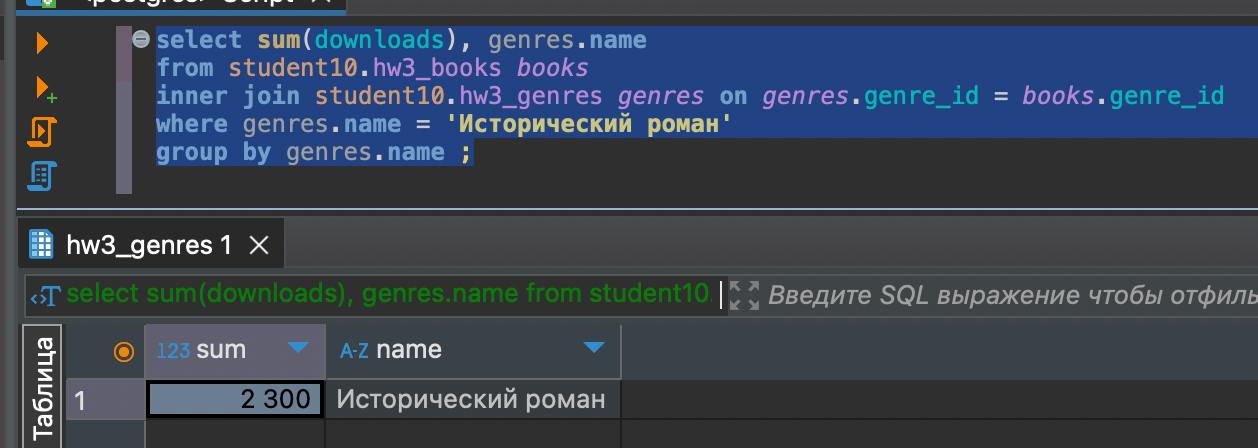 select sum(downloads), genres.name
from student10.hw3_books books
inner join student10.hw3_genres genres on genres.genre_id = books.genre_id
where genres.name = 'Исторический роман'
group by genres.name ;
hw3_genres 1
select sum(downloads), genres.name from student10.
Введите SQL выражение чтобы отфиль
Таблица
123 sum
A-Z name
1
2 300
Исторический роман